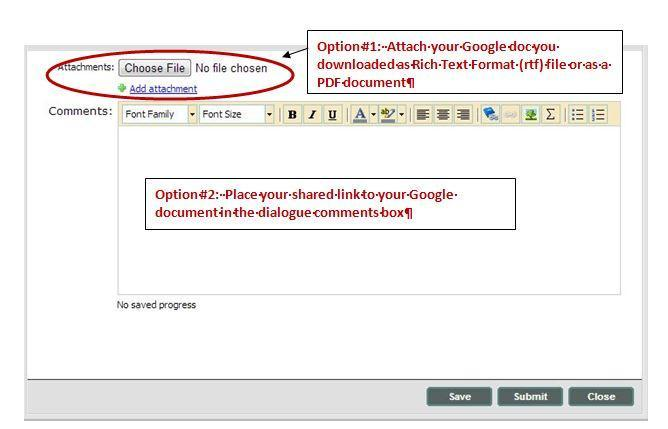 Option #1: Attach your Google doc you
downloaded as Rich Text Format (rtf) file or as a
PDF document¶
Attachments: Choose File No file chosen
Add attachment
Comments: Font Family Font Size B I U A ab Σ
Option #2: Place your shared link to your Google
document in the dialogue comments box¶
No saved progress
Save Submit Close